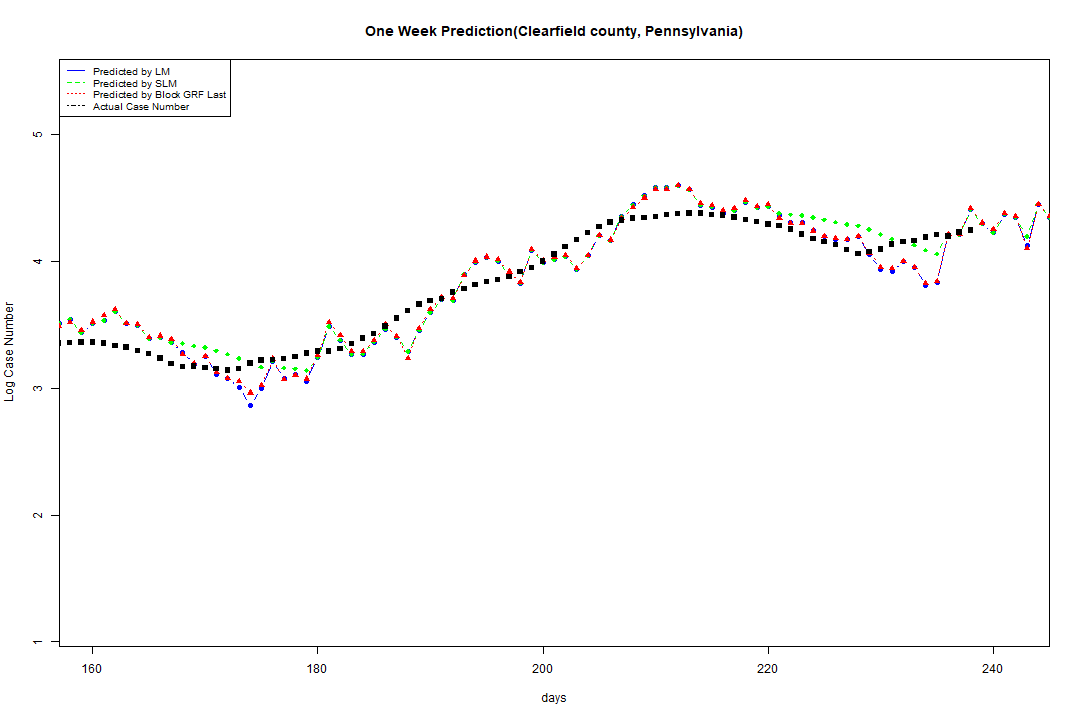 One Week Prediction(Clearfield county, Pennsylvania)
Predicted by LM
Predicted by SLM
Predicted by Block GRF Last
Actual Case Number
5
4
3
2
1
Log Case Number
160 180 200 220 240
days